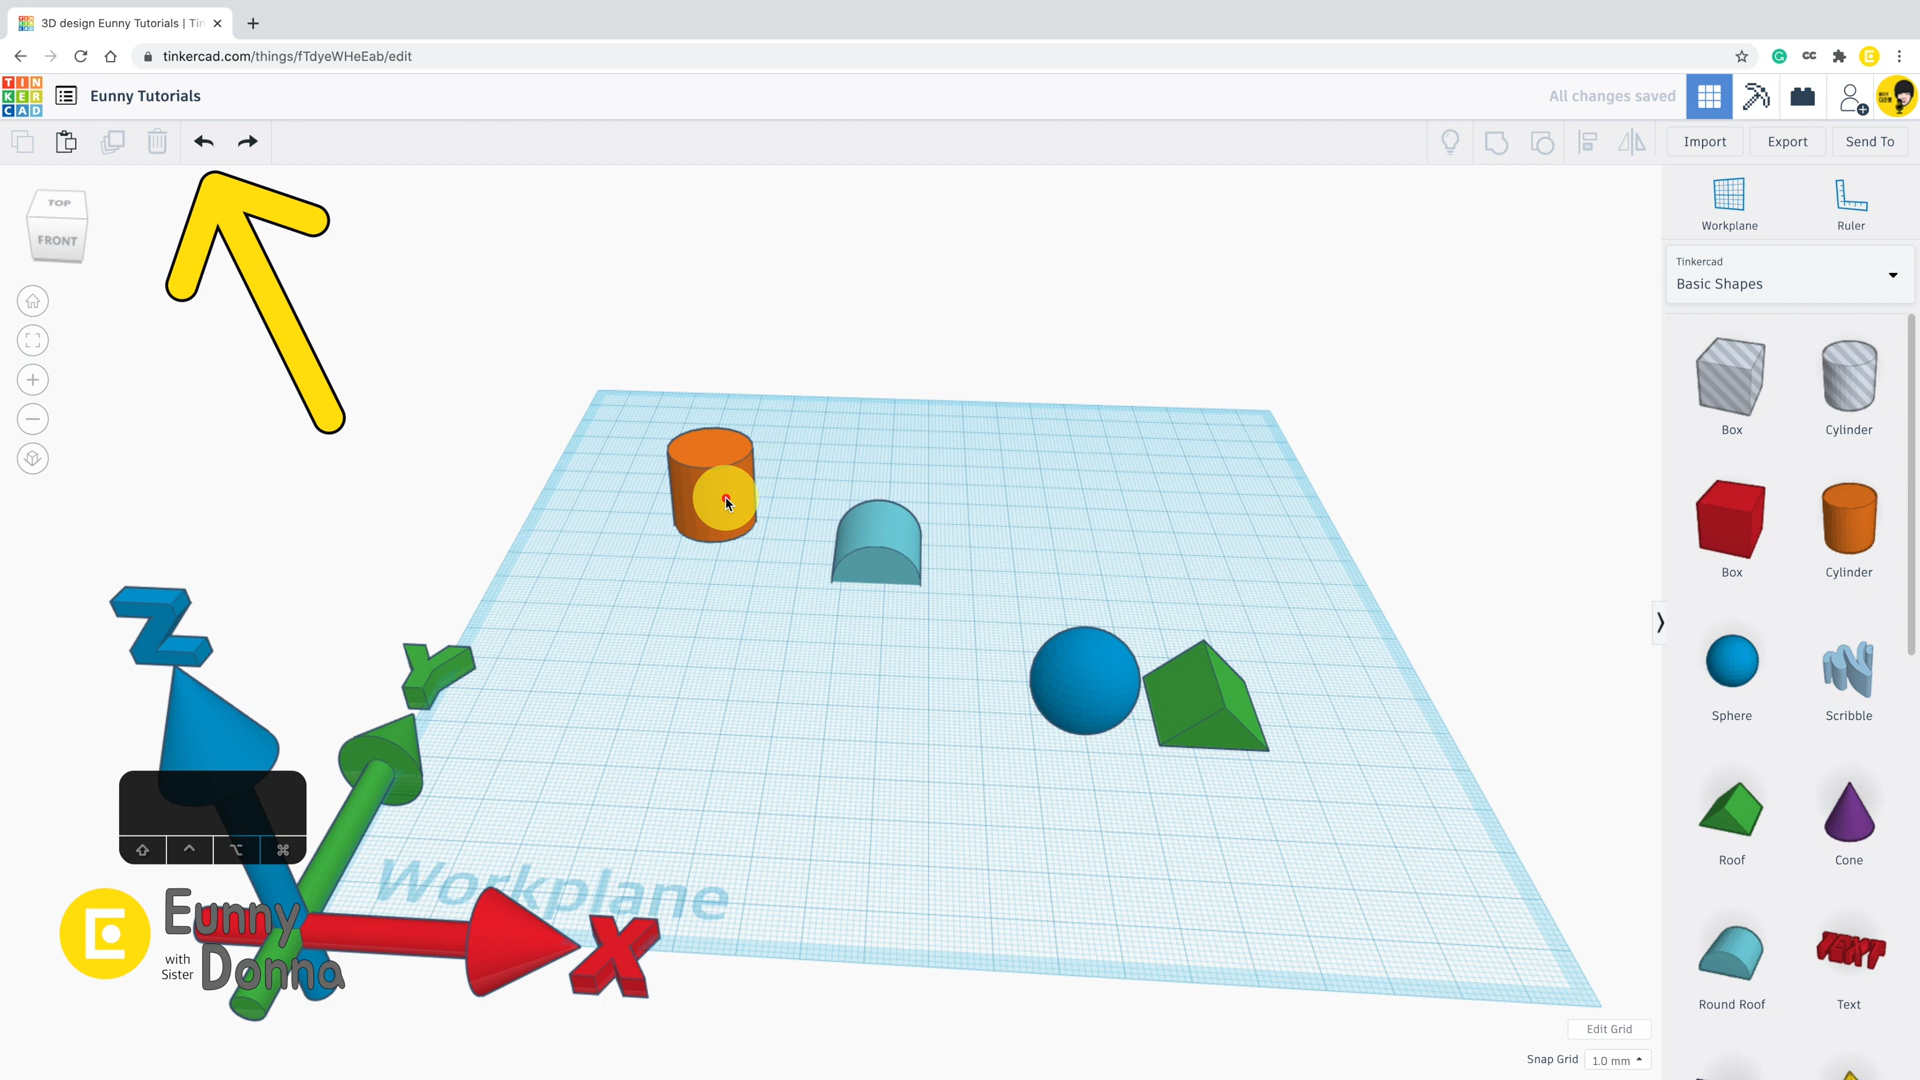 3D design Eunny Tutorials | Tin
tinkercad.com/things/fTdyeWHeEab/edit
CC
TIN
KER
CAD
Eunny Tutorials
All changes saved
Import
Export
Send To
TOP
FRONT
Workplane
Ruler
Tinkercad
Basic Shapes
Box
Cylinder
Box
Cylinder
Sphere
Scribble
Roof
Cone
Round Roof
TEXT
Text
Z
Y
X
Workplane
Eunny
with
Sister
Donna
Edit Grid
Snap Grid
1.0 mm